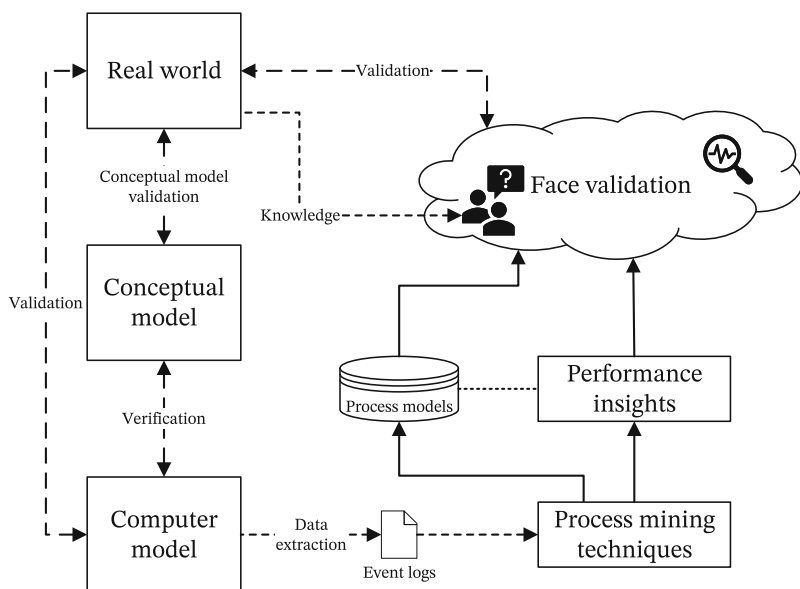 Real world
Validation
Conceptual model
validation
?
Face validation
Knowledge
Conceptual
model
Validation
Verification
Process models
Performance
insights
Computer
model
Data
extraction
Event logs
Process mining
techniques